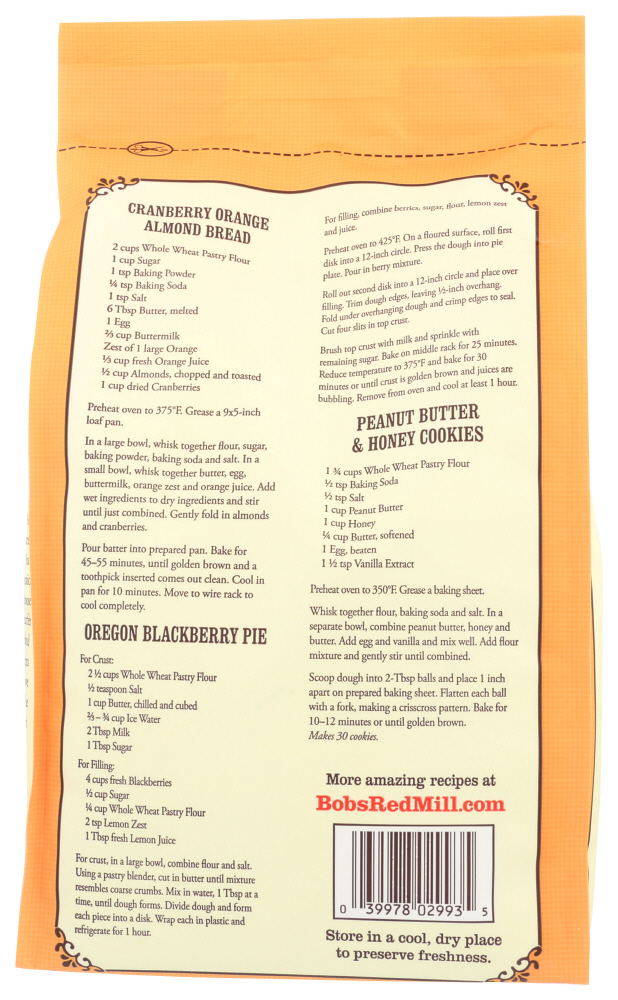 CRANBERRY ORANGE
ALMOND BREAD
2 cups Whole Wheat Pastry Flour
1 cup Sugar
1 tsp Baking Powder
¼ tsp Baking Soda
1 tsp Salt
6 Tbsp Butter, melted
1 Egg
⅔ cup Buttermilk
Zest of 1 large Orange
⅓ cup fresh Orange Juice
½ cup Almonds, chopped and toasted
1 cup dried Cranberries
Preheat oven to 375°F. Grease a 9x5-inch
loaf pan.
In a large bowl, whisk together flour, sugar,
baking powder, baking soda and salt. In a
small bowl, whisk together butter, egg,
buttermilk, orange zest and orange juice. Add
wet ingredients to dry ingredients and stir
until just combined. Gently fold in almonds
and cranberries.
Pour batter into prepared pan. Bake for
45–55 minutes, until golden brown and a
toothpick inserted comes out clean. Cool in
pan for 10 minutes. Move to wire rack to
cool completely.
OREGON BLACKBERRY PIE
For Crust:
2 ½ cups Whole Wheat Pastry Flour
½ teaspoon Salt
1 cup Butter, chilled and cubed
⅔ – ¾ cup Ice Water
2 Tbsp Milk
1 Tbsp Sugar
For Filling:
4 cups fresh Blackberries
½ cup Sugar
¼ cup Whole Wheat Pastry Flour
2 tsp Lemon Zest
1 Tbsp fresh Lemon Juice
For crust, in a large bowl, combine flour and salt.
Using a pastry blender, cut in butter until mixture
resembles coarse crumbs. Mix in water, 1 Tbsp at a
time, until dough forms. Divide dough and form
each piece into a disk. Wrap each in plastic and
refrigerate for 1 hour.
For filling, combine berries, sugar, flour, lemon zest
and juice.
Preheat oven to 425°F. On a floured surface, roll first
disk into a 12-inch circle. Press the dough into pie
plate. Pour in berry mixture.
Roll out second disk into a 12-inch circle and place over
filling. Trim dough edges, leaving ½-inch overhang.
Fold under overhanging dough and crimp edges to seal.
Cut four slits in top crust.
Brush top crust with milk and sprinkle with
remaining sugar. Bake on middle rack for 25 minutes.
Reduce temperature to 375°F and bake for 30
minutes or until crust is golden brown and juices are
bubbling. Remove from oven and cool at least 1 hour.
PEANUT BUTTER
& HONEY COOKIES
1 ¾ cups Whole Wheat Pastry Flour
½ tsp Baking Soda
½ tsp Salt
1 cup Peanut Butter
1 cup Honey
¼ cup Butter, softened
1 Egg, beaten
1 ½ tsp Vanilla Extract
Preheat oven to 350°F. Grease a baking sheet.
Whisk together flour, baking soda and salt. In a
separate bowl, combine peanut butter, honey and
butter. Add egg and vanilla and mix well. Add flour
mixture and gently stir until combined.
Scoop dough into 2-Tbsp balls and place 1 inch
apart on prepared baking sheet. Flatten each ball
with a fork, making a crisscross pattern. Bake for
10–12 minutes or until golden brown.
Makes 30 cookies.
More amazing recipes at
BobsRedMill.com
0 39978 02993 5
Store in a cool, dry place
to preserve freshness.